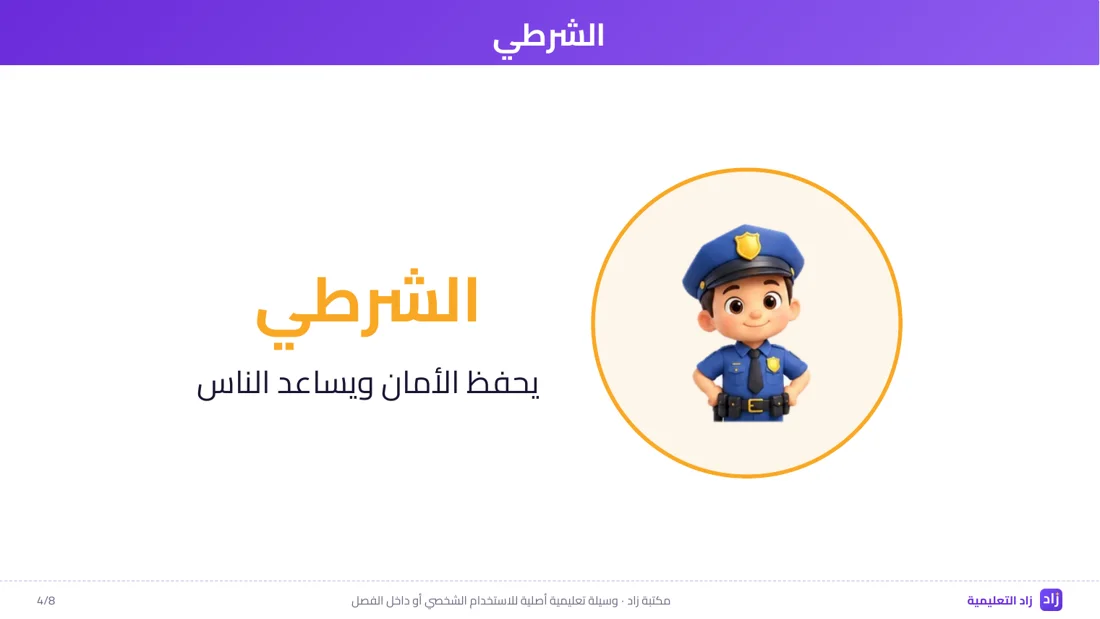 الشرطي
الشرطي
يحفظ الأمان ويساعد الناس
زاد
زاد التعليمية
مكتبة زاد · وسيلة تعليمية أصلية للاستخدام الشخصي أو داخل الفصل
4/8